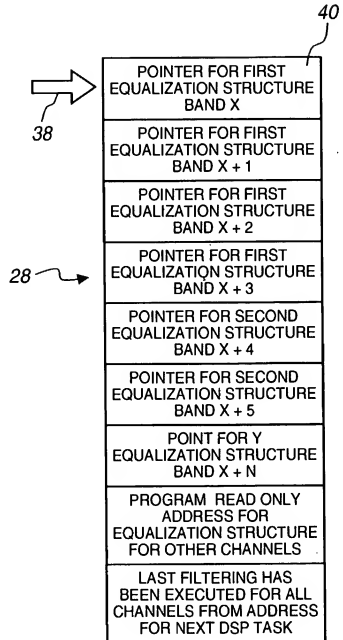 40
POINTER FOR FIRST
EQUALIZATION STRUCTURE
BAND X
38
POINTER FOR FIRST
EQUALIZATION STRUCTURE
BAND X + 1
POINTER FOR FIRST
EQUALIZATION STRUCTURE
BAND X + 2
28
POINTER FOR FIRST
EQUALIZATION STRUCTURE
BAND X + 3
POINTER FOR SECOND
EQUALIZATION STRUCTURE
BAND X + 4
POINTER FOR SECOND
EQUALIZATION STRUCTURE
BAND X + 5
POINT FOR Y
EQUALIZATION STRUCTURE
BAND X + N
PROGRAM READ ONLY
ADDRESS FOR
EQUALIZATION STRUCTURE
FOR OTHER CHANNELS
LAST FILTERING HAS
BEEN EXECUTED FOR ALL
CHANNELS FROM ADDRESS
FOR NEXT DSP TASK